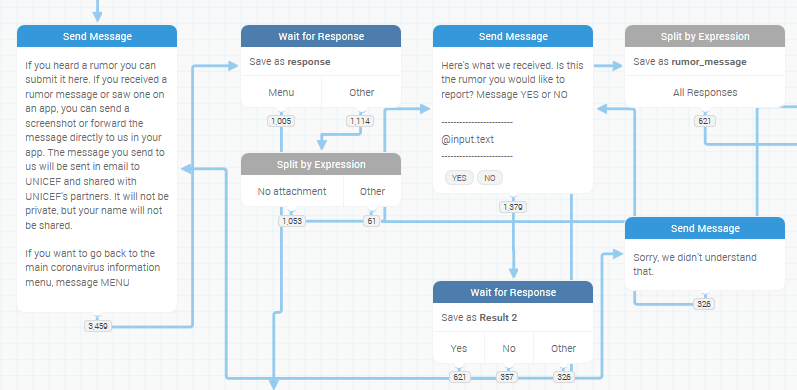 Send Message
If you heard a rumor you can
submit it here. If you received a
rumor message or saw one on
an app, you can send a
screenshot or forward the
message directly to us in your
app. The message you send to
us will be sent in email to
UNICEF and shared with
UNICEF's partners. It will not be
private, but your name will not
be shared.
If you want to go back to the
main coronavirus information
menu, message MENU
3,459
Wait for Response
Save as response
Menu Other
1,005 1,114
Split by Expression
No attachment Other
1,053 61
Send Message
Here's what we received. Is this
the rumor you would like to
report? Message YES or NO
------------------------
@input.text
------------------------
YES NO
1,379
Wait for Response
Save as Result 2
Yes No Other
621 357 326
Split by Expression
Save as rumor_message
All Responses
621
Send Message
Sorry, we didn't understand
that.
326